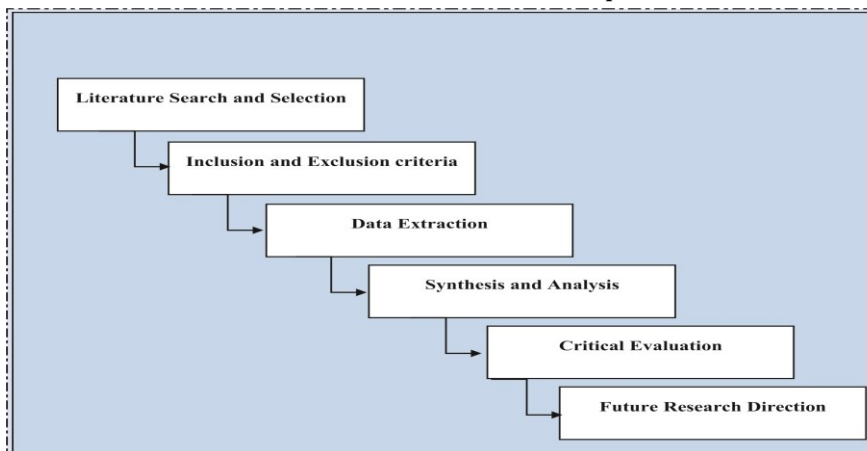 Literature Search and Selection
Inclusion and Exclusion criteria
Data Extraction
Synthesis and Analysis
Critical Evaluation
Future Research Direction